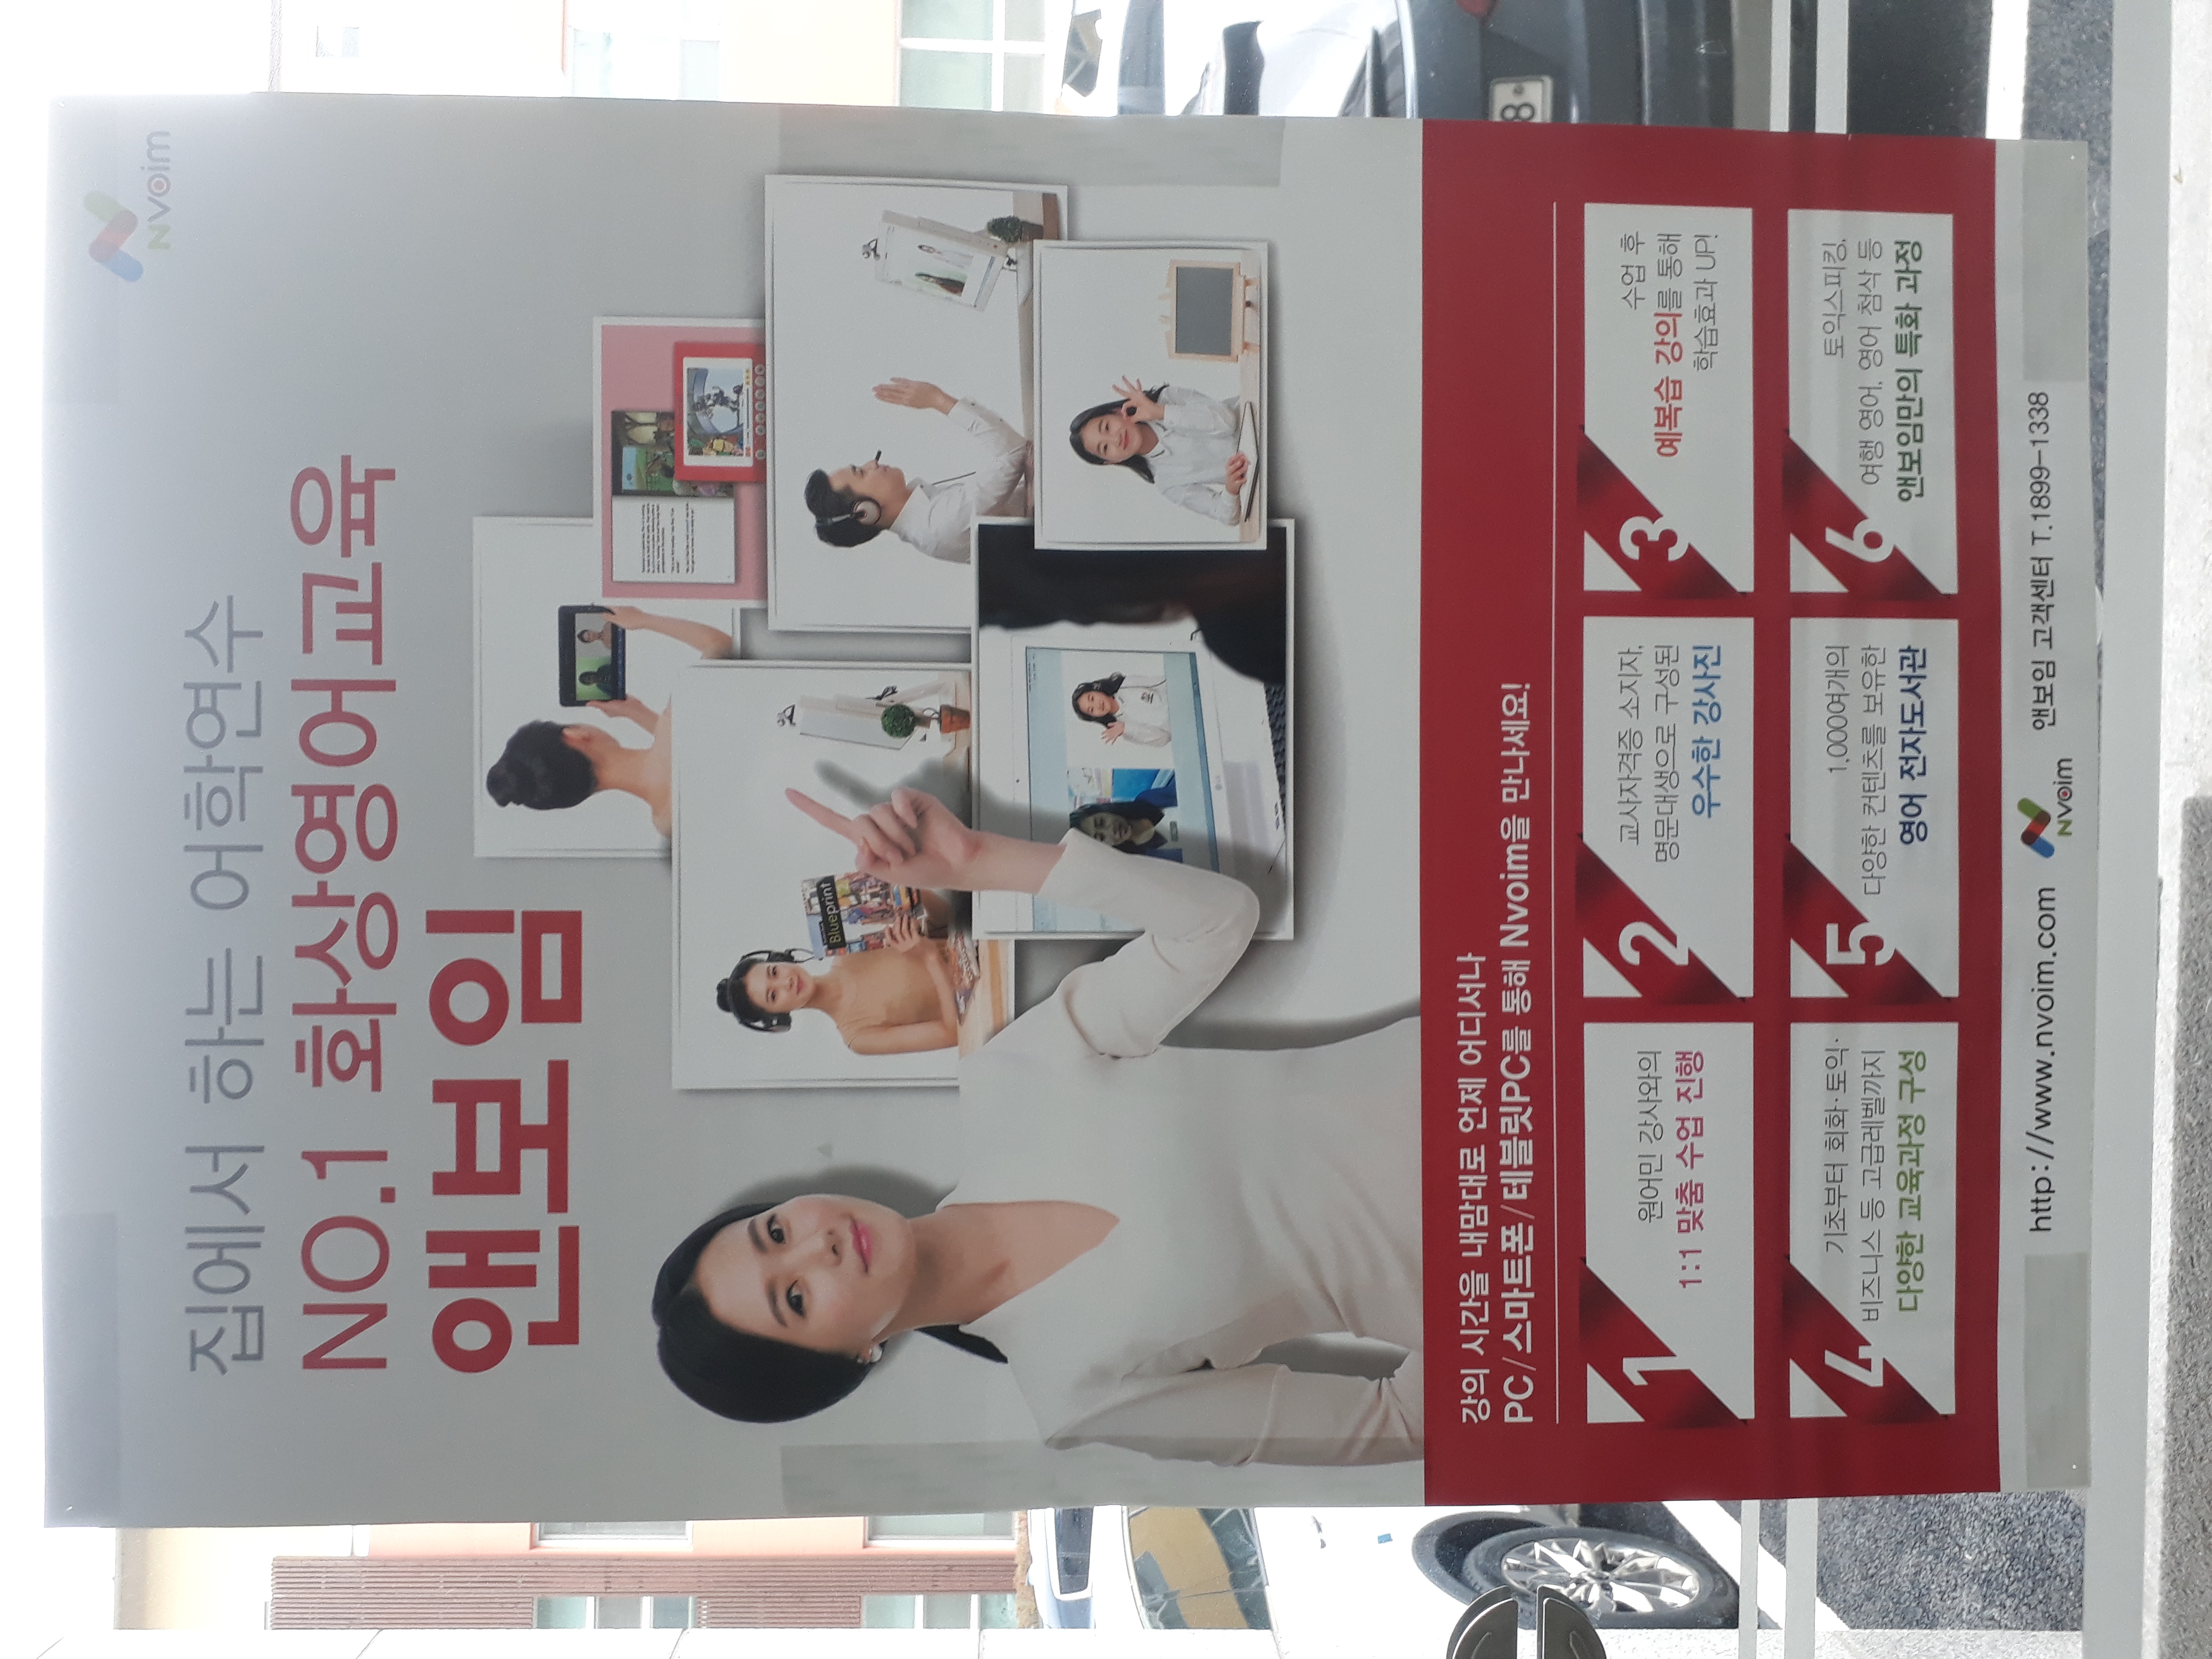 Nvoim
집에서 하는 어학연수
NO.1 화상영어교육
앤보임
Blueprint
강의 시간을 내맘대로 언제 어디서나
PC/스마트폰/테블릿PC를 통해 Nvoim을 만나세요!
1
원어민 강사와의
1:1 맞춤 수업 진행
2
교사자격증 소지자,
명문대생으로 구성된
우수한 강사진
3
수업 후
예복습 강의를 통해
학습효과 UP!
4
기초부터 회화·토익·
비즈니스 등 고급레벨까지
다양한 교육과정 구성
5
1,000여개의
다양한 컨텐츠를 보유한
영어 전자도서관
6
토익스피킹,
여행 영어, 영어 첨삭 등
앤보임만의 특화 과정
http://www.nvoim.com
Nvoim
앤보임 고객센터 T.1899-1338
8